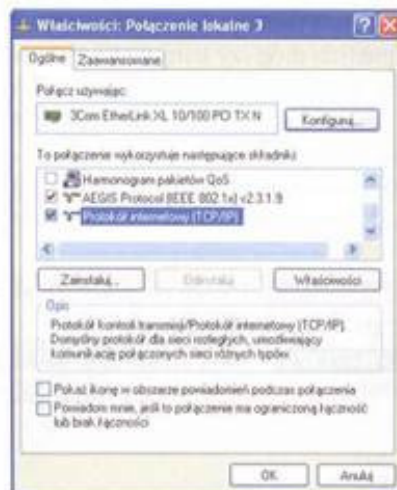 Właściwości: Połączenie lokalne 3
Ogólne Zaawansowane
Połącz używając:
3Com EtherLink XL 10/100 PCI TX N
Konfiguruj...
To połączenie wykorzystuje następujące składniki:
Harmonogram pakietów QoS
AEGIS Protocol (IEEE 802.1x) v2.3.1.9
Protokół internetowy (TCP/IP)
Zainstaluj... Odinstaluj Właściwości
Opis
Protokół kontroli transmisji/Protokół internetowy (TCP/IP).
Domyślny protokół dla sieci rozległych, umożliwiający
komunikację połączonych sieci różnych typów.
Pokaż ikonę w obszarze powiadomień podczas połączenia
Powiadom mnie, jeśli to połączenie ma ograniczoną łączność
lub brak łączności
OK Anuluj